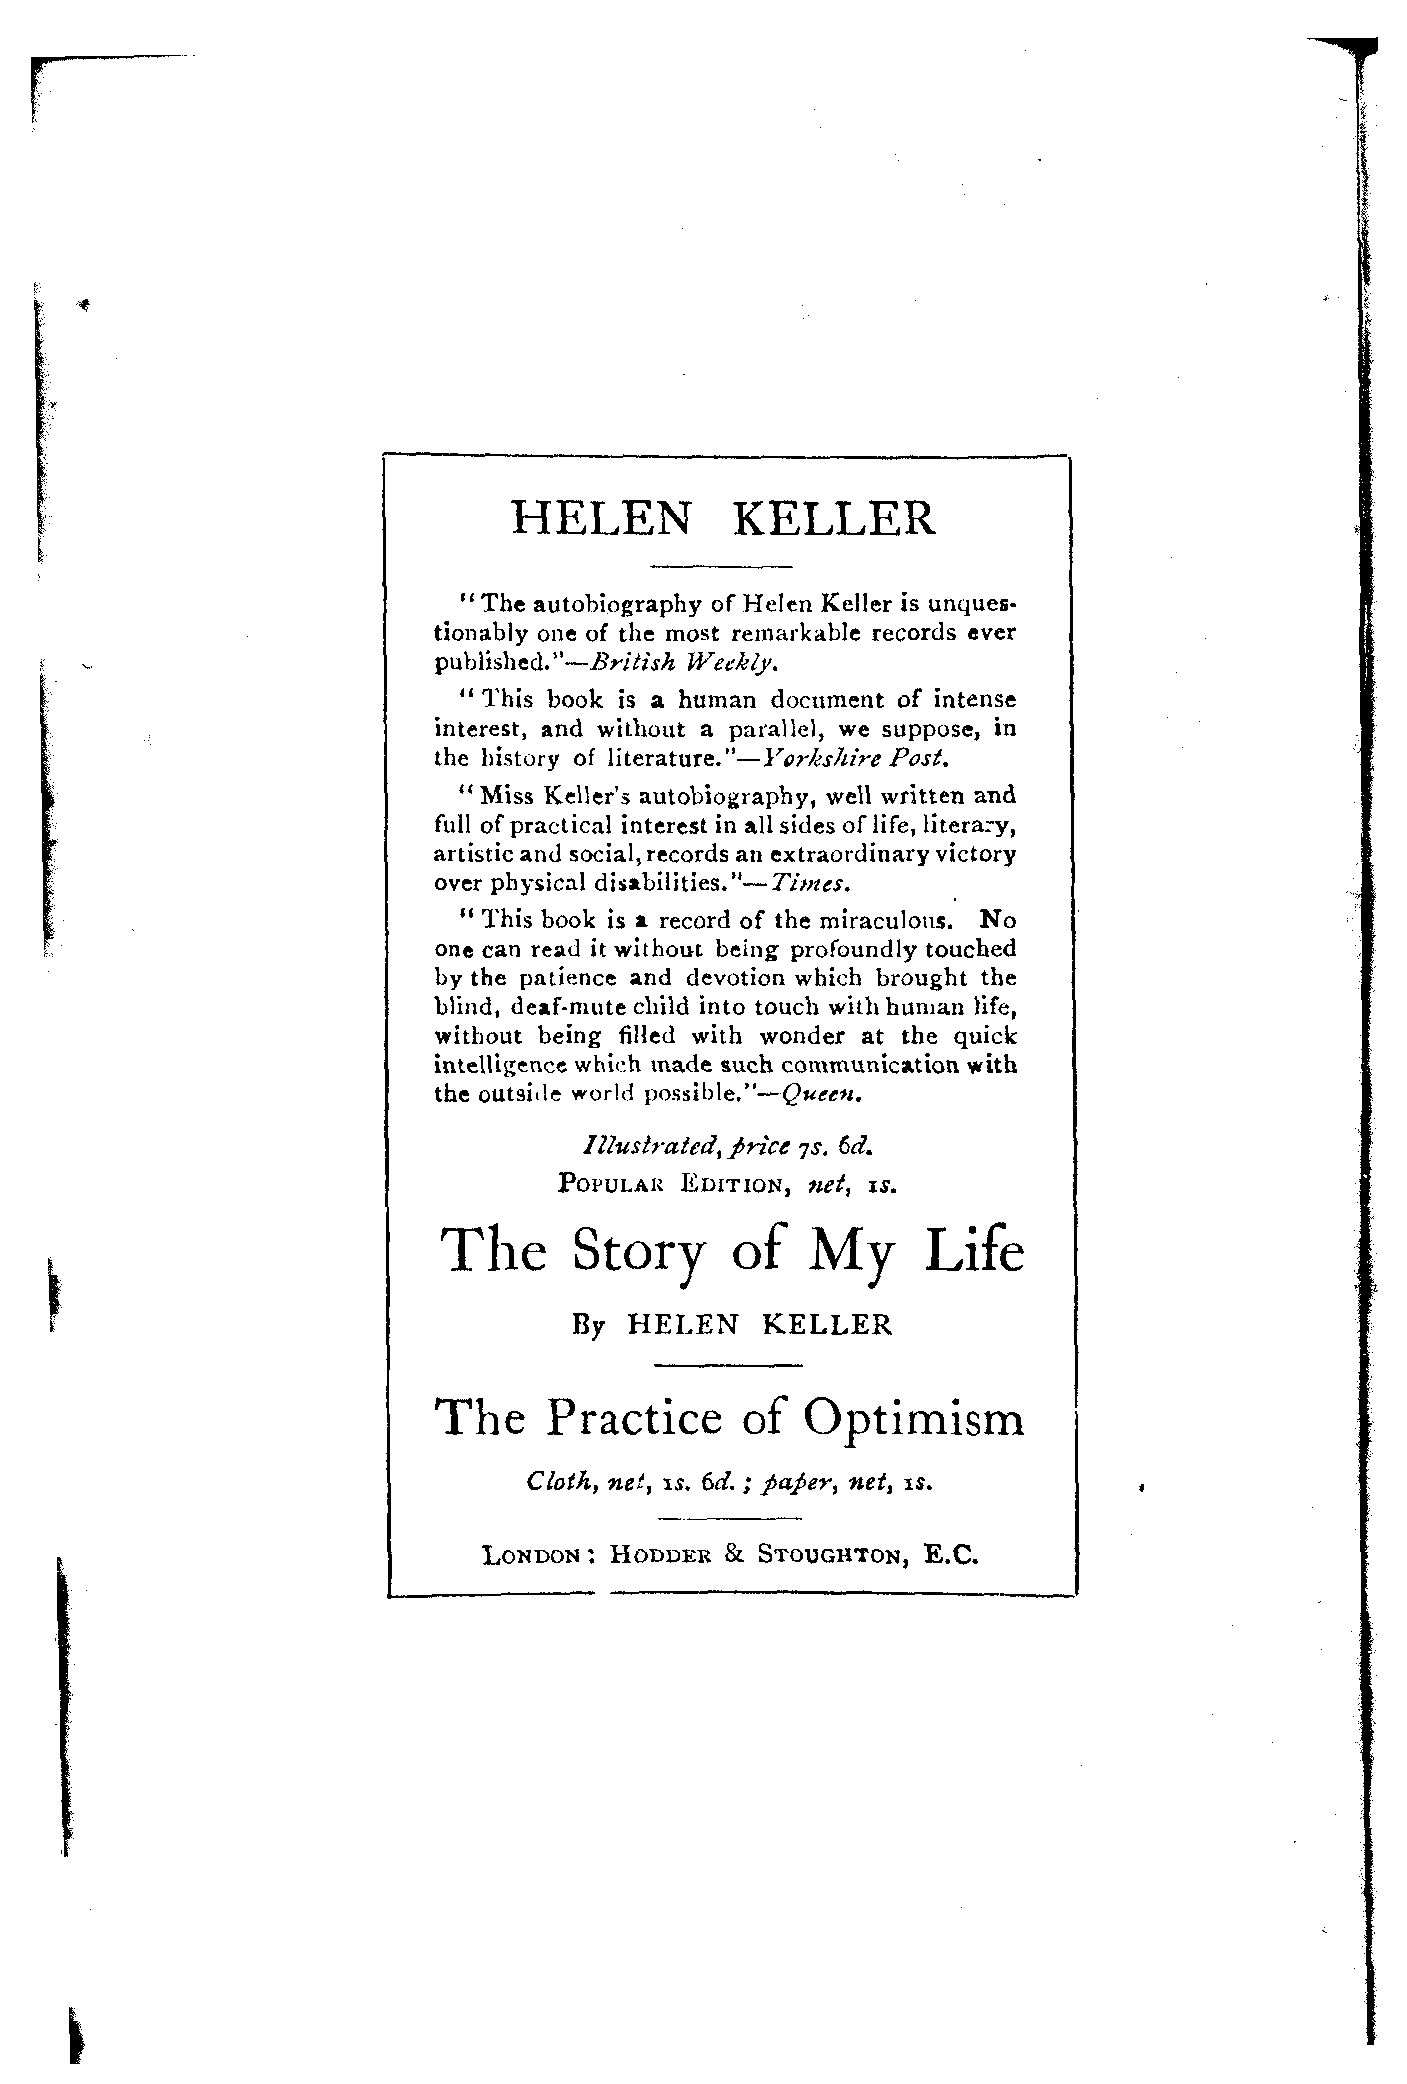 HELEN KELLER
"The autobiography of Helen Keller is unques-
tionably one of the most remarkable records ever
published."—British Weekly.
"This book is a human document of intense
interest, and without a parallel, we suppose, in
the history of literature."—Yorkshire Post.
"Miss Keller's autobiography, well written and
full of practical interest in all sides of life, literary,
artistic and social, records an extraordinary victory
over physical disabilities."—Times.
"This book is a record of the miraculous. No
one can read it without being profoundly touched
by the patience and devotion which brought the
blind, deaf-mute child into touch with human life,
without being filled with wonder at the quick
intelligence which made such communication with
the outside world possible."—Queen.
Illustrated, price 7s. 6d.
POPULAR EDITION, net, 1s.
The Story of My Life
By HELEN KELLER
The Practice of Optimism
Cloth, net, 1s. 6d.; paper, net, 1s.
LONDON: HODDER & STOUGHTON, E.C.